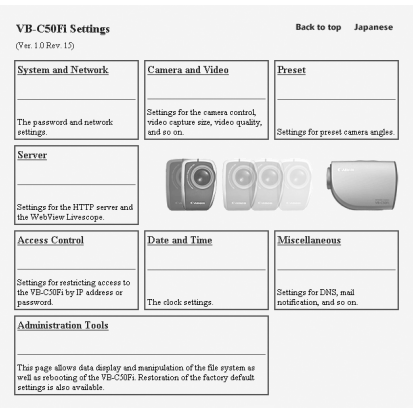 VB-C50Fi Settings
Back to top Japanese
(Ver. 1.0 Rev. 15)
System and Network
The password and network
settings.
Camera and Video
Settings for the camera control,
video capture size, video quality,
and so on.
Preset
Settings for preset camera angles.
Server
Settings for the HTTP server and
the WebView Livescope.
Access Control
Settings for restricting access to
the VB-C50Fi by IP address or
password.
Date and Time
The clock settings.
Miscellaneous
Settings for DNS, mail
notification, and so on.
Administration Tools
This page allows data display and manipulation of the file system as
well as rebooting of the VB-C50Fi. Restoration of the factory default
settings is also available.